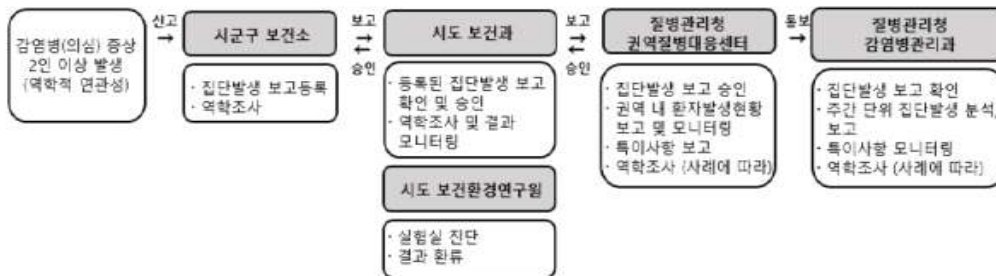 감염병(의심) 증상
2인 이상 발생
(역학적 연관성)
신고
시군구 보건소
· 집단발생 보고등록
· 역학조사
보고
승인
시도 보건과
· 등록된 집단발생 보고
확인 및 승인
· 역학조사 및 결과
모니터링
시도 보건환경연구원
· 실험실 진단
· 결과 환류
보고
승인
질병관리청
권역질병대응센터
· 집단발생 보고 승인
· 권역 내 환자발생현황
보고 및 모니터링
· 특이사항 보고
· 역학조사 (사례에 따라)
통보
질병관리청
감염병관리과
· 집단발생 보고 확인
· 주간 단위 집단발생 분석,
보고
· 특이사항 모니터링
· 역학조사 (사례에 따라)